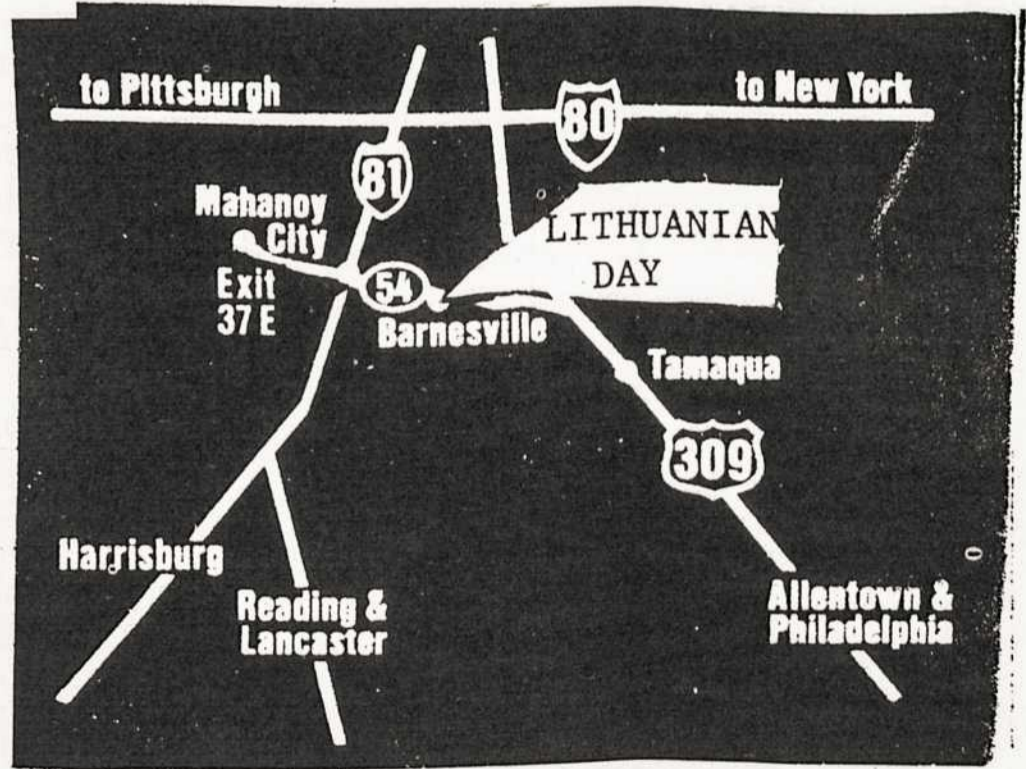 to Pittsburgh
to New York
80
81
Mahanoy
City
LITHUANIAN
DAY
Exit
37 E
54
Barnesville
Tamaqua
309
Harrisburg
Reading &
Lancaster
Allentown &
Philadelphia